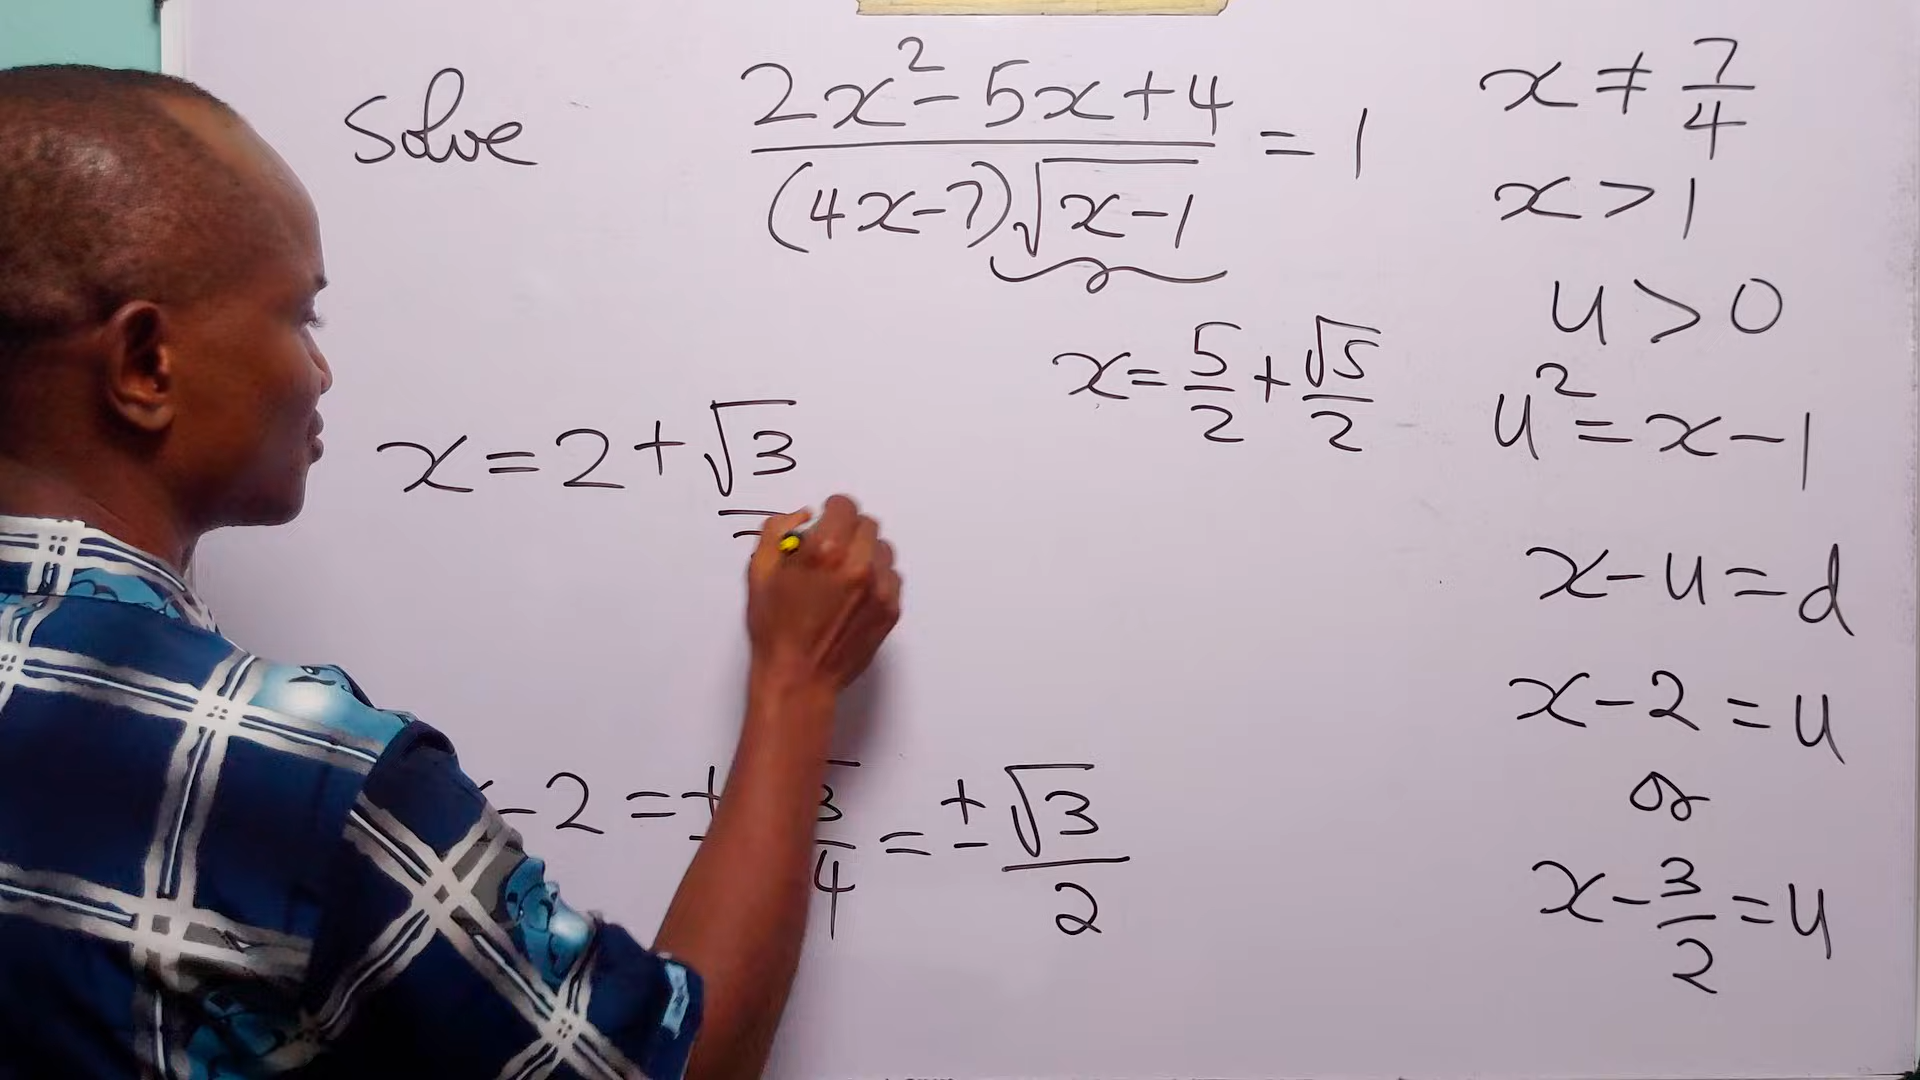 Solve (2x² - 5x + 4) / ((4x - 7)√(x - 1)) = 1
x ≠ 7/4
x > 1
u > 0
x = 5/2 + √5/2
u² = x - 1
x = 2 + √3
x - u = d
x - 2 = u
or
- 2 = ± 3/4 = ± √3/2
x - 3/2 = u